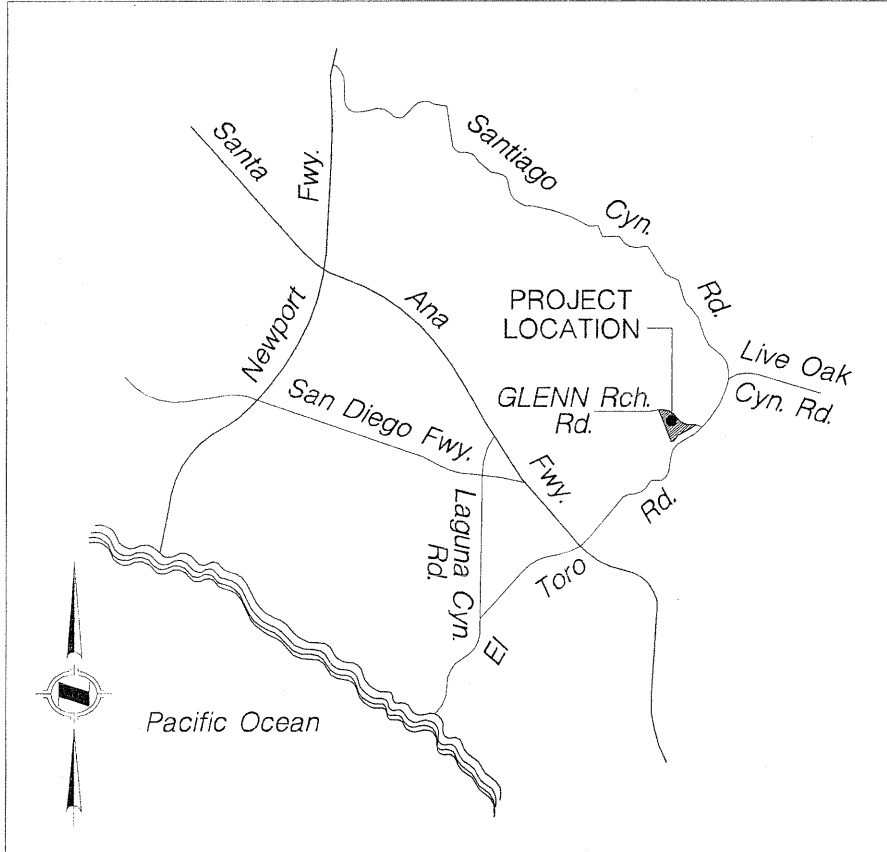 Santa
Fwy.
Santiago
Cyn.
Rd.
Newport
Ana
PROJECT
LOCATION
Live Oak
Cyn. Rd.
GLENN Rch.
Rd.
San Diego Fwy.
Fwy.
Rd.
Laguna Cyn.
Rd.
Toro
El
Pacific Ocean